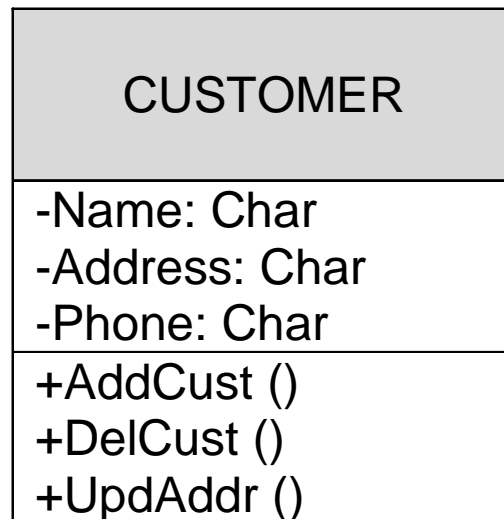 CUSTOMER
-Name: Char
-Address: Char
-Phone: Char
+AddCust ()
+DelCust ()
+UpdAddr ()